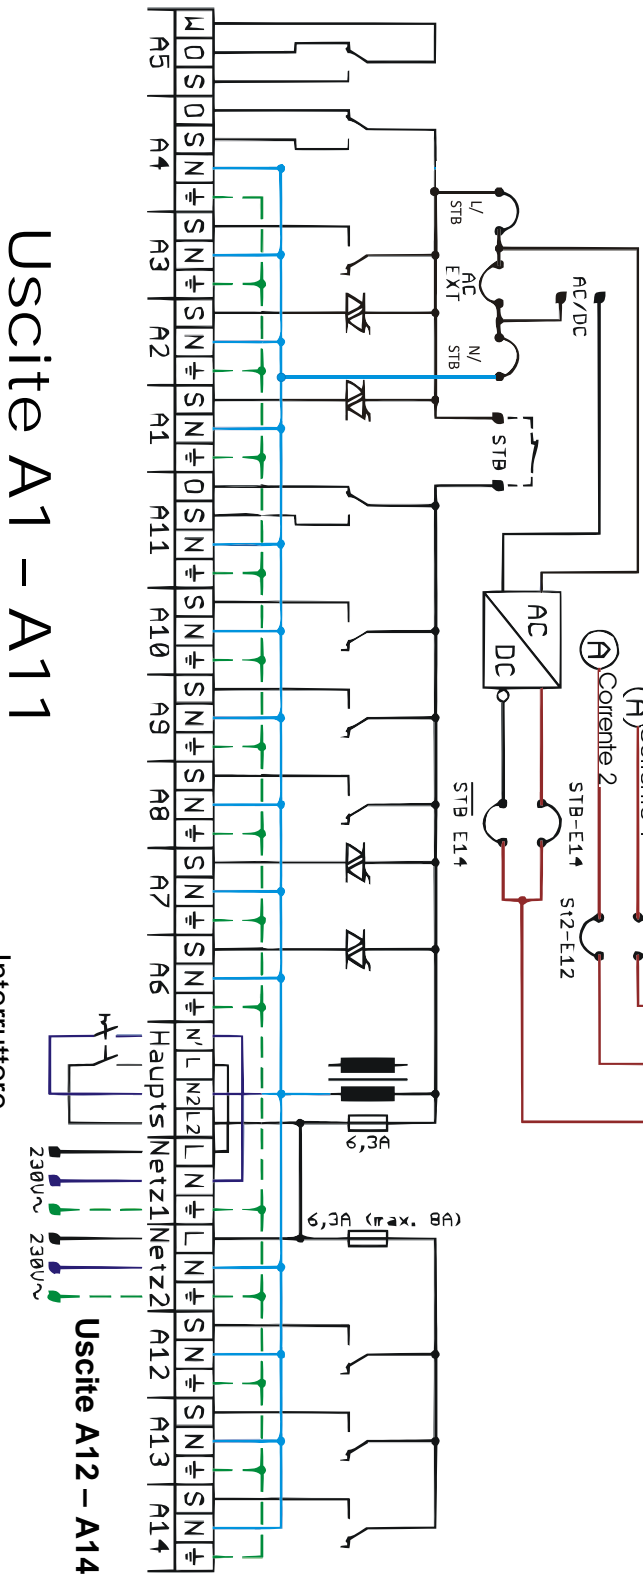 A
Corrente 2
St2-E12
STB-E14
AC/DC
AC
DC
STB
STB E14
L/
STB
AC
EXT
N/
STB
6,3A
6,3A (max. 8A)
W O S O S N ⏚ S N ⏚ S N ⏚ S N ⏚ O S N ⏚ S N ⏚ S N ⏚ S N ⏚ S N ⏚ S N ⏚ N' L N2 L2 L N ⏚ L N ⏚ S N ⏚ S N ⏚ S N ⏚
A5 A4 A3 A2 A1 A11 A10 A9 A8 A7 A6 Haupts Netz1 Netz2 A12 A13 A14
230V~ 230V~
Uscite A12 – A14
Uscite A1 – A11